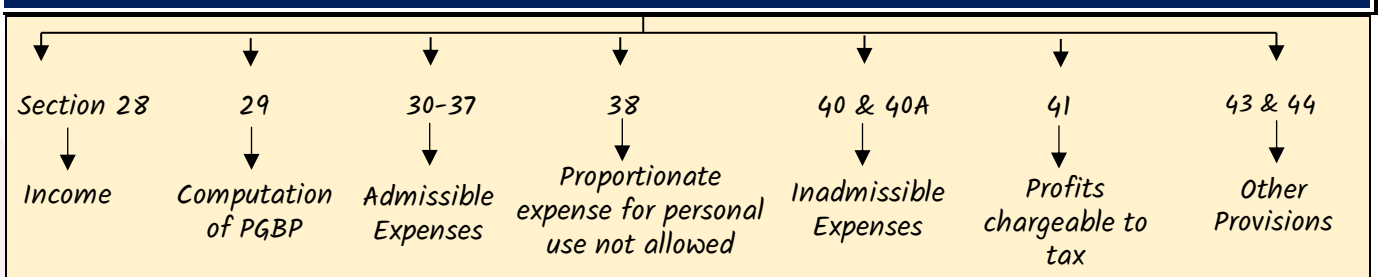 Section 28
29
30-37
38
40 & 40A
41
43 & 44
Income
Computation
of PGBP
Admissible
Expenses
Proportionate
expense for personal
use not allowed
Inadmissible
Expenses
Profits
chargeable to
tax
Other
Provisions